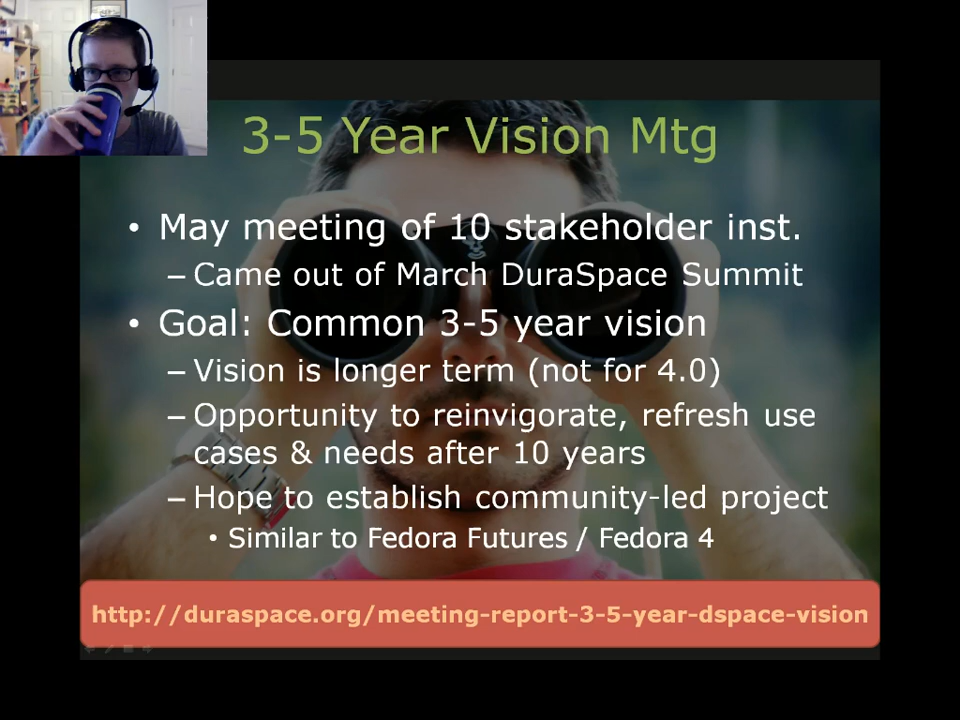 3-5 Year Vision Mtg
• May meeting of 10 stakeholder inst.
– Came out of March DuraSpace Summit
• Goal: Common 3-5 year vision
– Vision is longer term (not for 4.0)
– Opportunity to reinvigorate, refresh use
cases & needs after 10 years
– Hope to establish community-led project
• Similar to Fedora Futures / Fedora 4
http://duraspace.org/meeting-report-3-5-year-dspace-vision